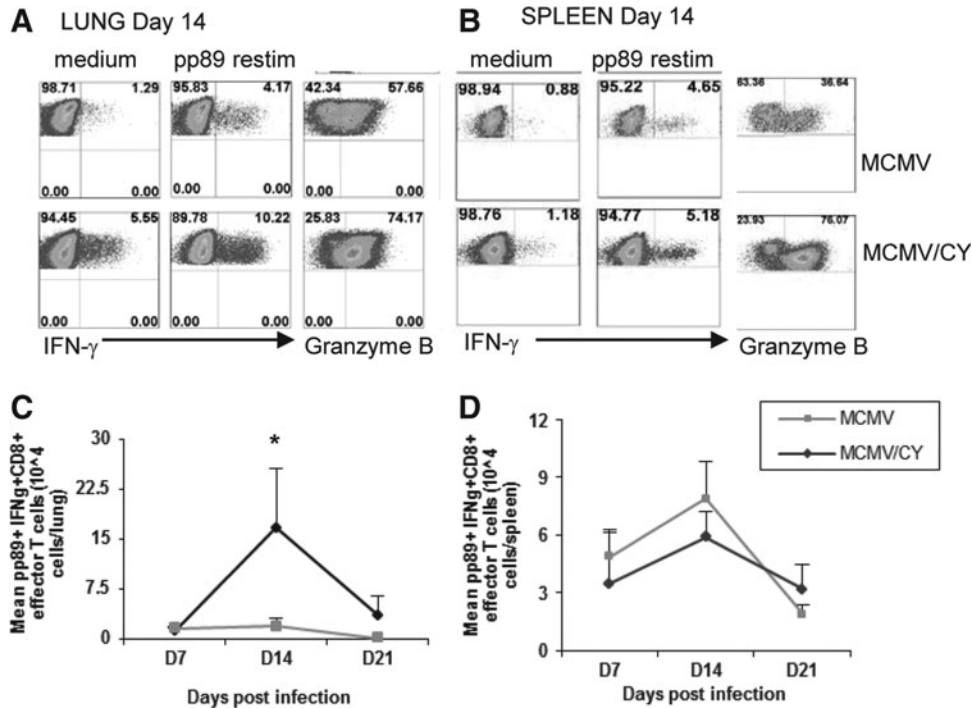 A LUNG Day 14
medium pp89 restim
98.71 1.29 95.83 4.17 42.34 57.66
0.00 0.00 0.00 0.00 0.00 0.00
94.45 5.55 89.78 10.22 25.83 74.17
0.00 0.00 0.00 0.00 0.00 0.00
IFN-γ Granzyme B
B SPLEEN Day 14
medium pp89 restim
98.94 0.88 95.22 4.65 63.36 36.64
MCMV
98.76 1.18 94.77 5.18 23.93 76.07
MCMV/CY
IFN-γ Granzyme B
C
Mean pp89+ IFNg+CD8+
effector T cells (10^4
cells/lung)
30
22.5
15
7.5
0
*
D7 D14 D21
Days post infection
D
Mean pp89+ IFNg+CD8+
effector T cells (10^4
cells/spleen)
12
9
6
3
0
D7 D14 D21
Days post infection
MCMV
MCMV/CY